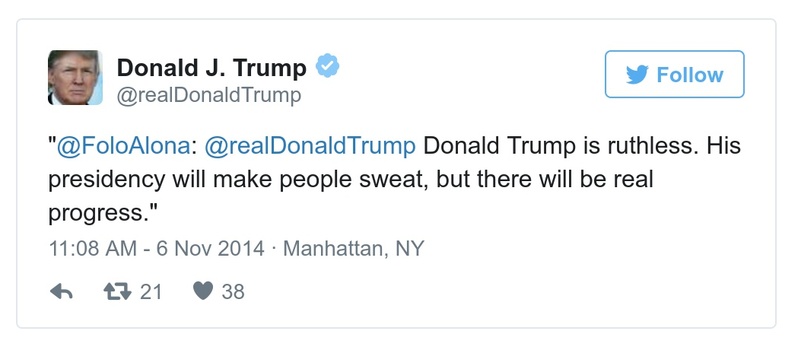 Donald J. Trump
Follow
@realDonaldTrump
"@FoloAlona: @realDonaldTrump Donald Trump is ruthless. His
presidency will make people sweat, but there will be real
progress."
11:08 AM - 6 Nov 2014 · Manhattan, NY
21 38